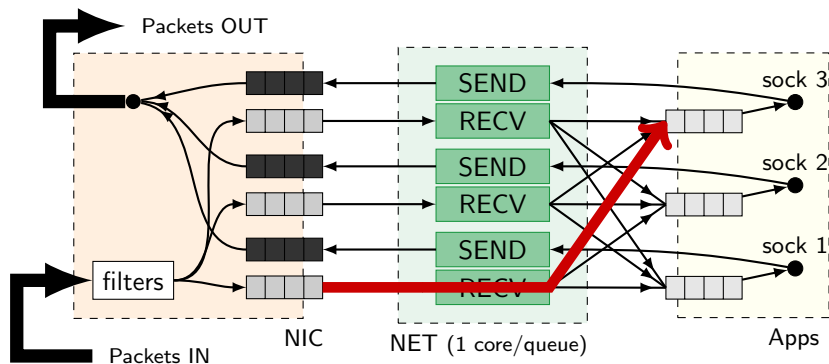 Packets OUT
sock 3
SEND
RECV
sock 2
SEND
RECV
sock 1
SEND
filters
RECV
NIC
NET (1 core/queue)
Apps
Packets IN